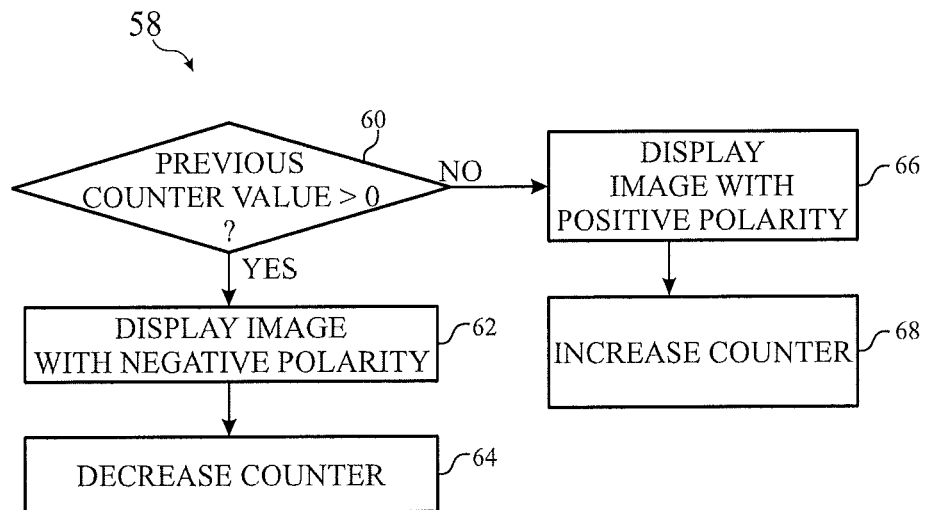 58
60
PREVIOUS
COUNTER VALUE > 0
?
NO
YES
DISPLAY
IMAGE WITH
POSITIVE POLARITY
66
DISPLAY IMAGE
WITH NEGATIVE POLARITY
62
INCREASE COUNTER
68
DECREASE COUNTER
64